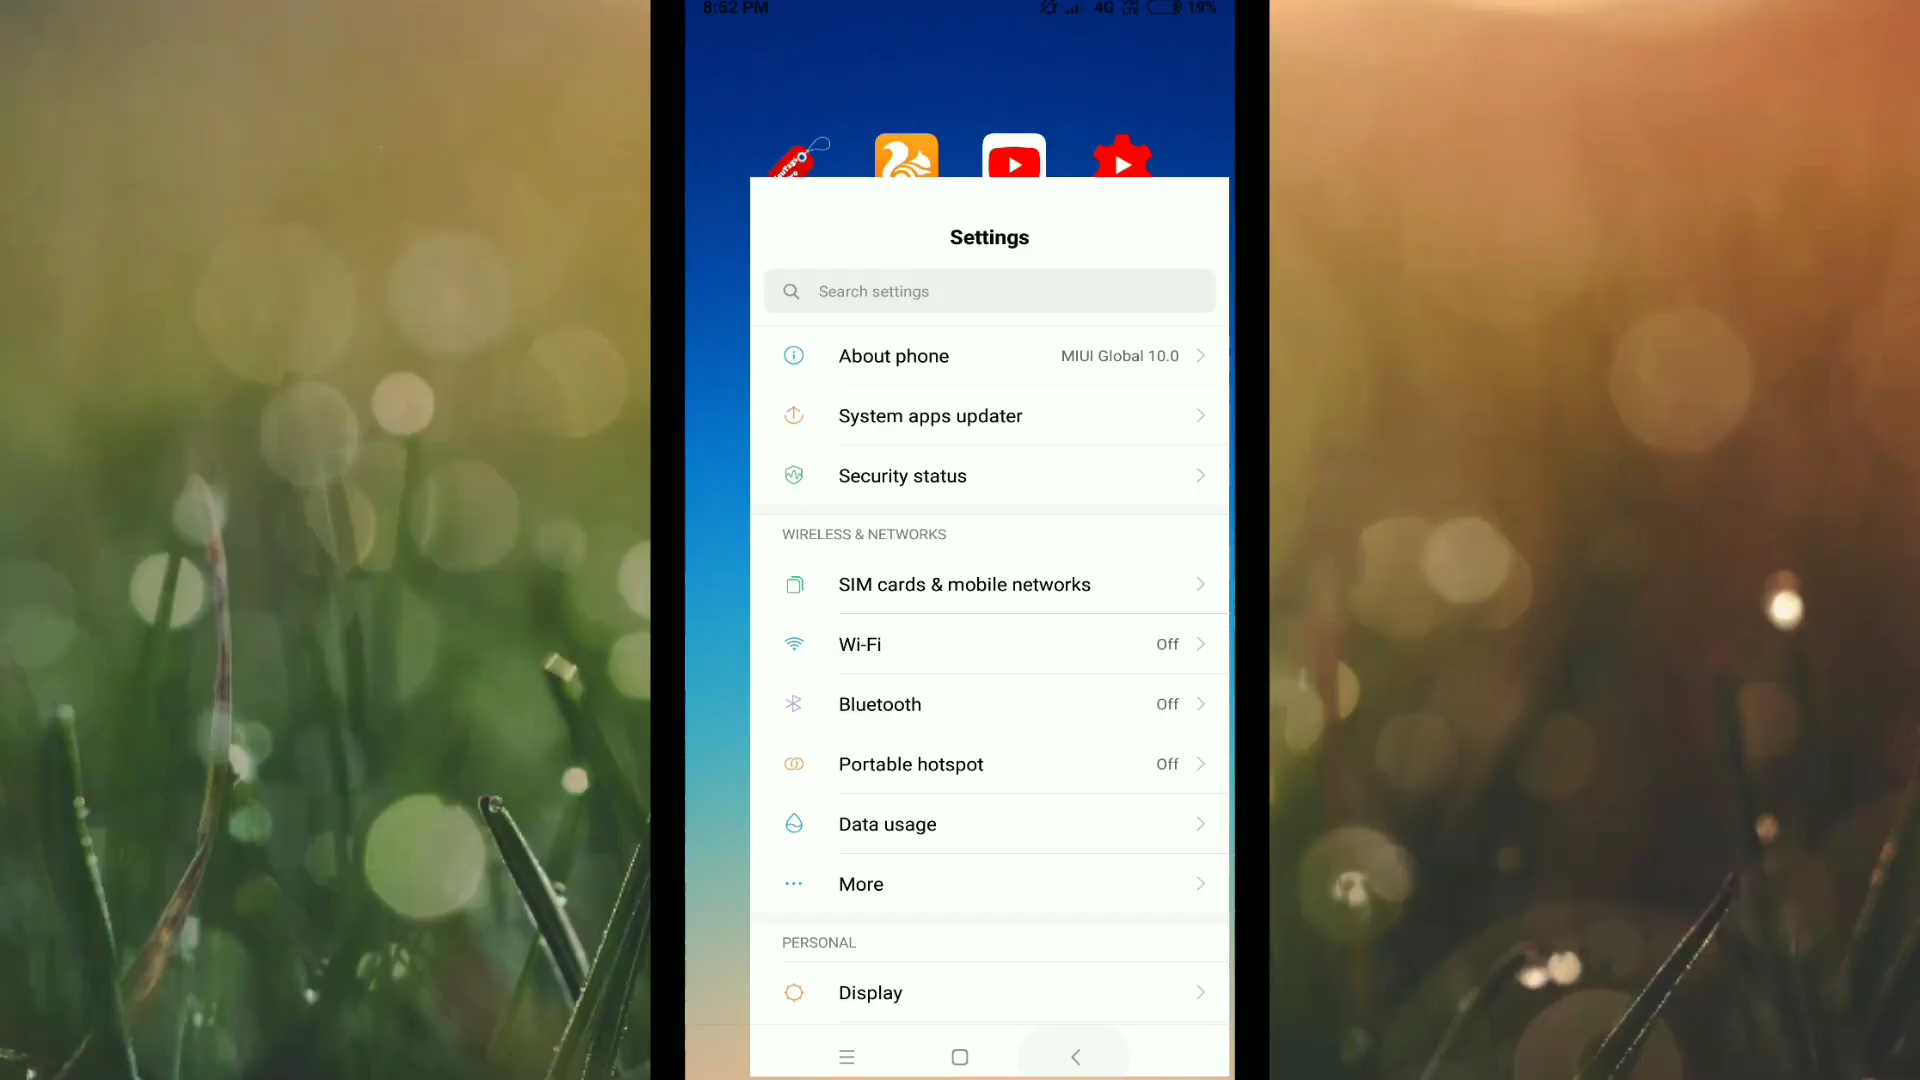 8:52 PM 4G VoLTE 19%
Settings
Search settings
About phone MIUI Global 10.0
System apps updater
Security status
WIRELESS & NETWORKS
SIM cards & mobile networks
Wi-Fi Off
Bluetooth Off
Portable hotspot Off
Data usage
More
PERSONAL
Display